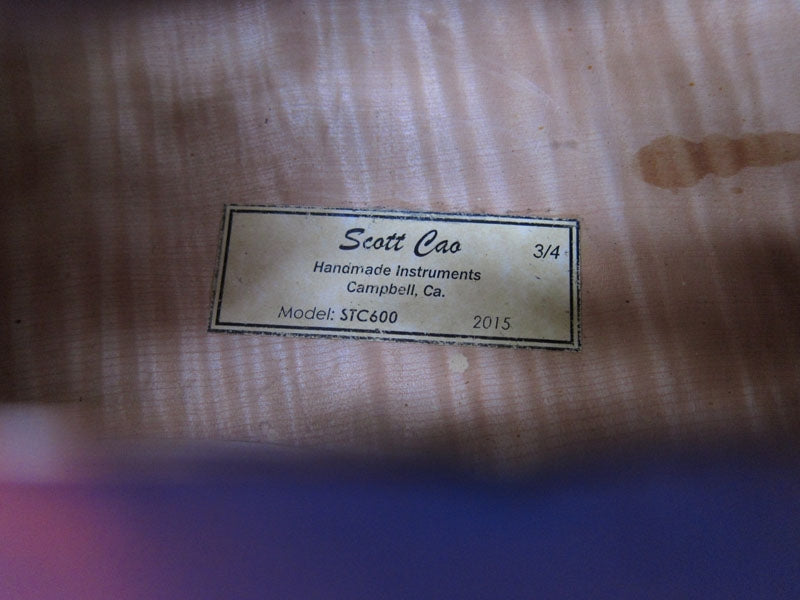 Scott Cao 3/4
Handmade Instruments
Campbell, Ca.
Model: STC600 2015